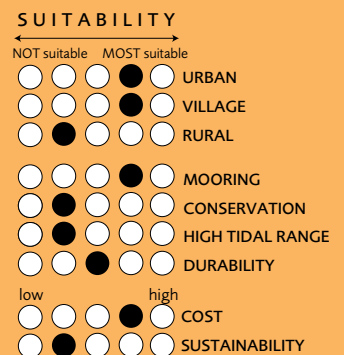 SUITABILITY
NOT suitable MOST suitable
URBAN
VILLAGE
RURAL
MOORING
CONSERVATION
HIGH TIDAL RANGE
DURABILITY
low high
COST
SUSTAINABILITY